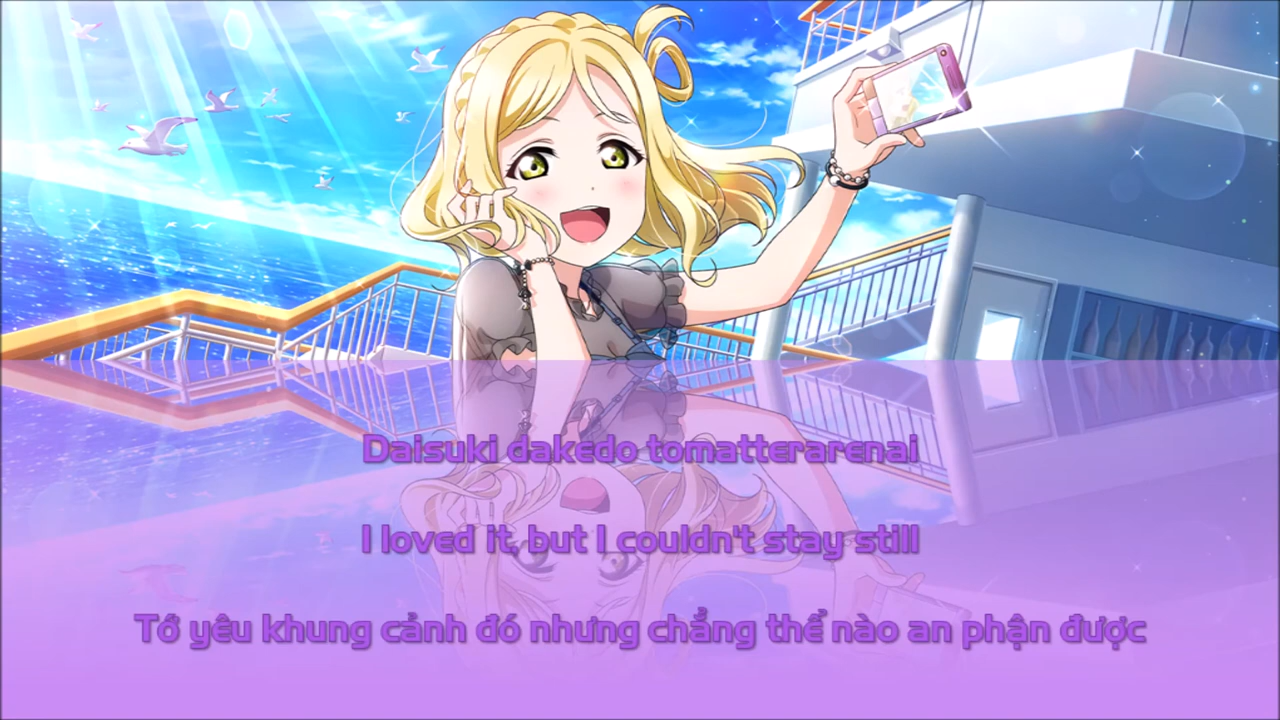 Daisuki dakedo tomatterarenai
I loved it, but I couldn't stay still
Tớ yêu khung cảnh đó nhưng chẳng thể nào an phận được